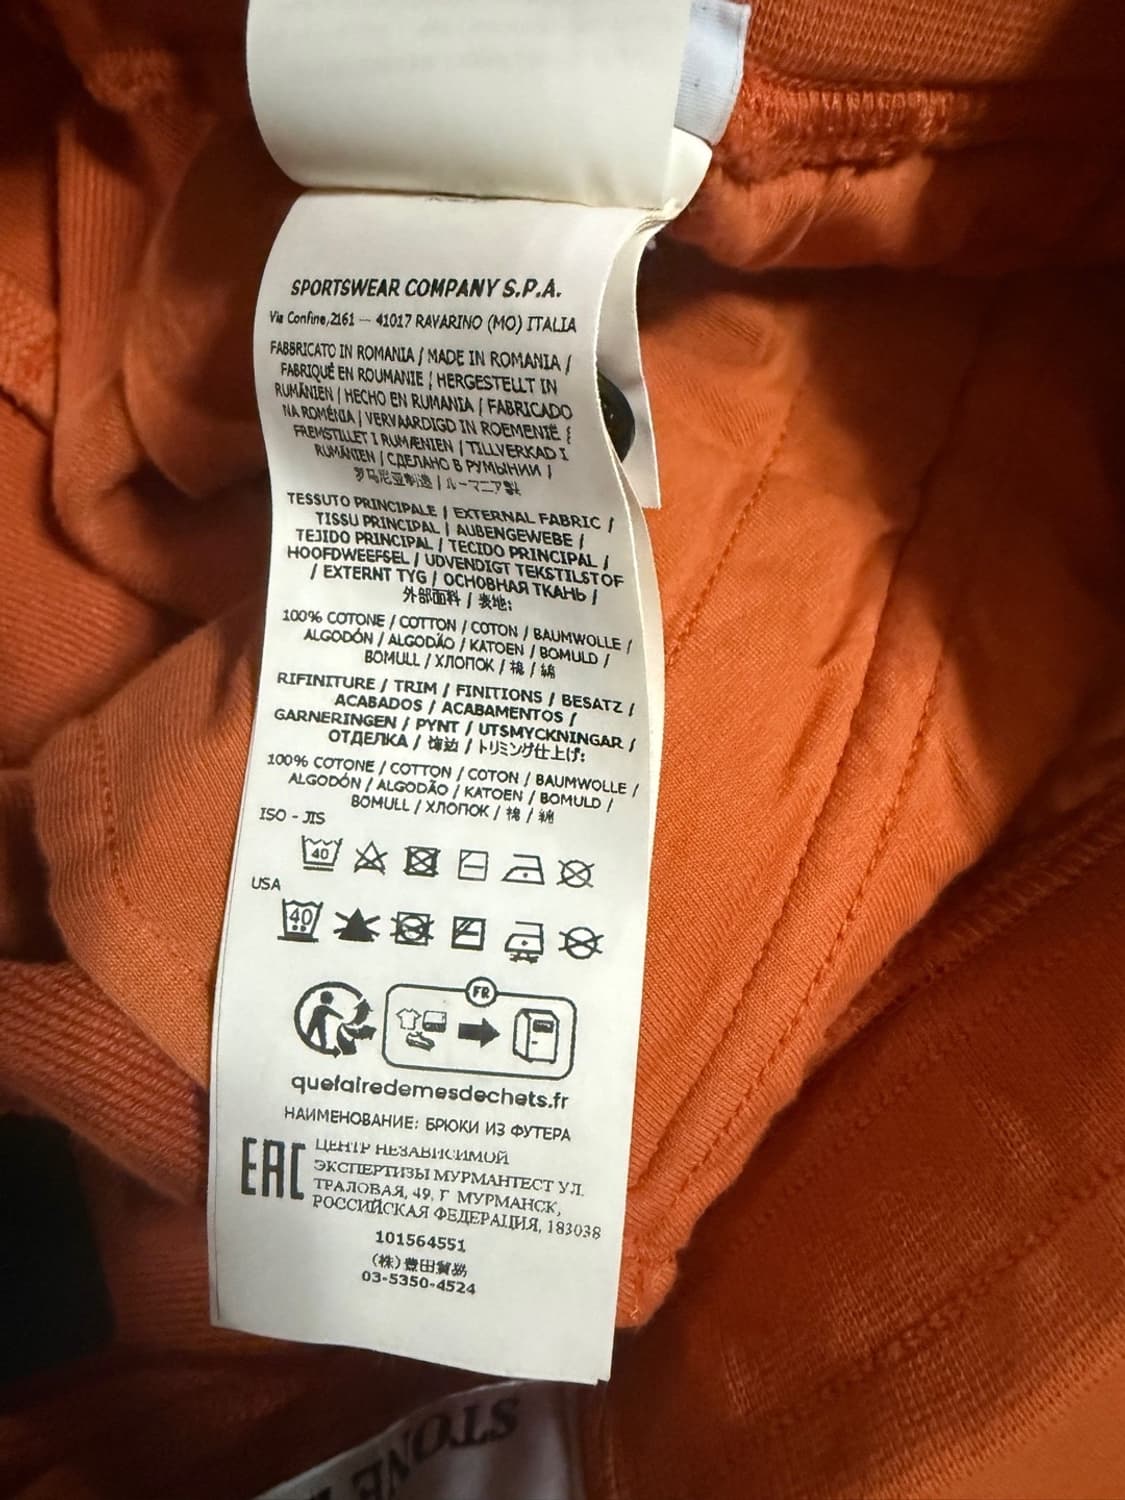 SPORTSWEAR COMPANY S.P.A.
Via Confine,2161 — 41017 RAVARINO (MO) ITALIA
FABBRICATO IN ROMANIA / MADE IN ROMANIA /
FABRIQUÉ EN ROUMANIE / HERGESTELLT IN
RUMÄNIEN / HECHO EN RUMANIA / FABRICADO
NA ROMÉNIA / VERVAARDIGD IN ROEMENIË /
FREMSTILLET I RUMÆNIEN / TILLVERKAD I
RUMÄNIEN / СДЕЛАНО В РУМЫНИИ /
罗马尼亚制造 / ルーマニア製
TESSUTO PRINCIPALE / EXTERNAL FABRIC /
TISSU PRINCIPAL / AUßENGEWEBE /
TEJIDO PRINCIPAL / TECIDO PRINCIPAL /
HOOFDWEEFSEL / UDVENDIGT TEKSTILSTOF
/ EXTERNT TYG / ОСНОВНАЯ ТКАНЬ /
外部面料 / 表地:
100% COTONE / COTTON / COTON / BAUMWOLLE /
ALGODÓN / ALGODÃO / KATOEN / BOMULD /
BOMULL / ХЛОПОК / 棉 / 綿
RIFINITURE / TRIM / FINITIONS / BESATZ /
ACABADOS / ACABAMENTOS /
GARNERINGEN / PYNT / UTSMYCKNINGAR /
ОТДЕЛКА / 饰边 / トリミング仕上げ:
100% COTONE / COTTON / COTON / BAUMWOLLE /
ALGODÓN / ALGODÃO / KATOEN / BOMULD /
BOMULL / ХЛОПОК / 棉 / 綿
ISO - JIS
40
USA
40
FR
quefairedemesdechets.fr
НАИМЕНОВАНИЕ: БРЮКИ ИЗ ФУТЕРА
EAC
ЦЕНТР НЕЗАВИСИМОЙ
ЭКСПЕРТИЗЫ МУРМАНТЕСТ УЛ.
ТРАЛОВАЯ, 49, Г МУРМАНСК,
РОССИЙСКАЯ ФЕДЕРАЦИЯ, 183038
101564551
(株)豊田貿易
03-5350-4524
STONE